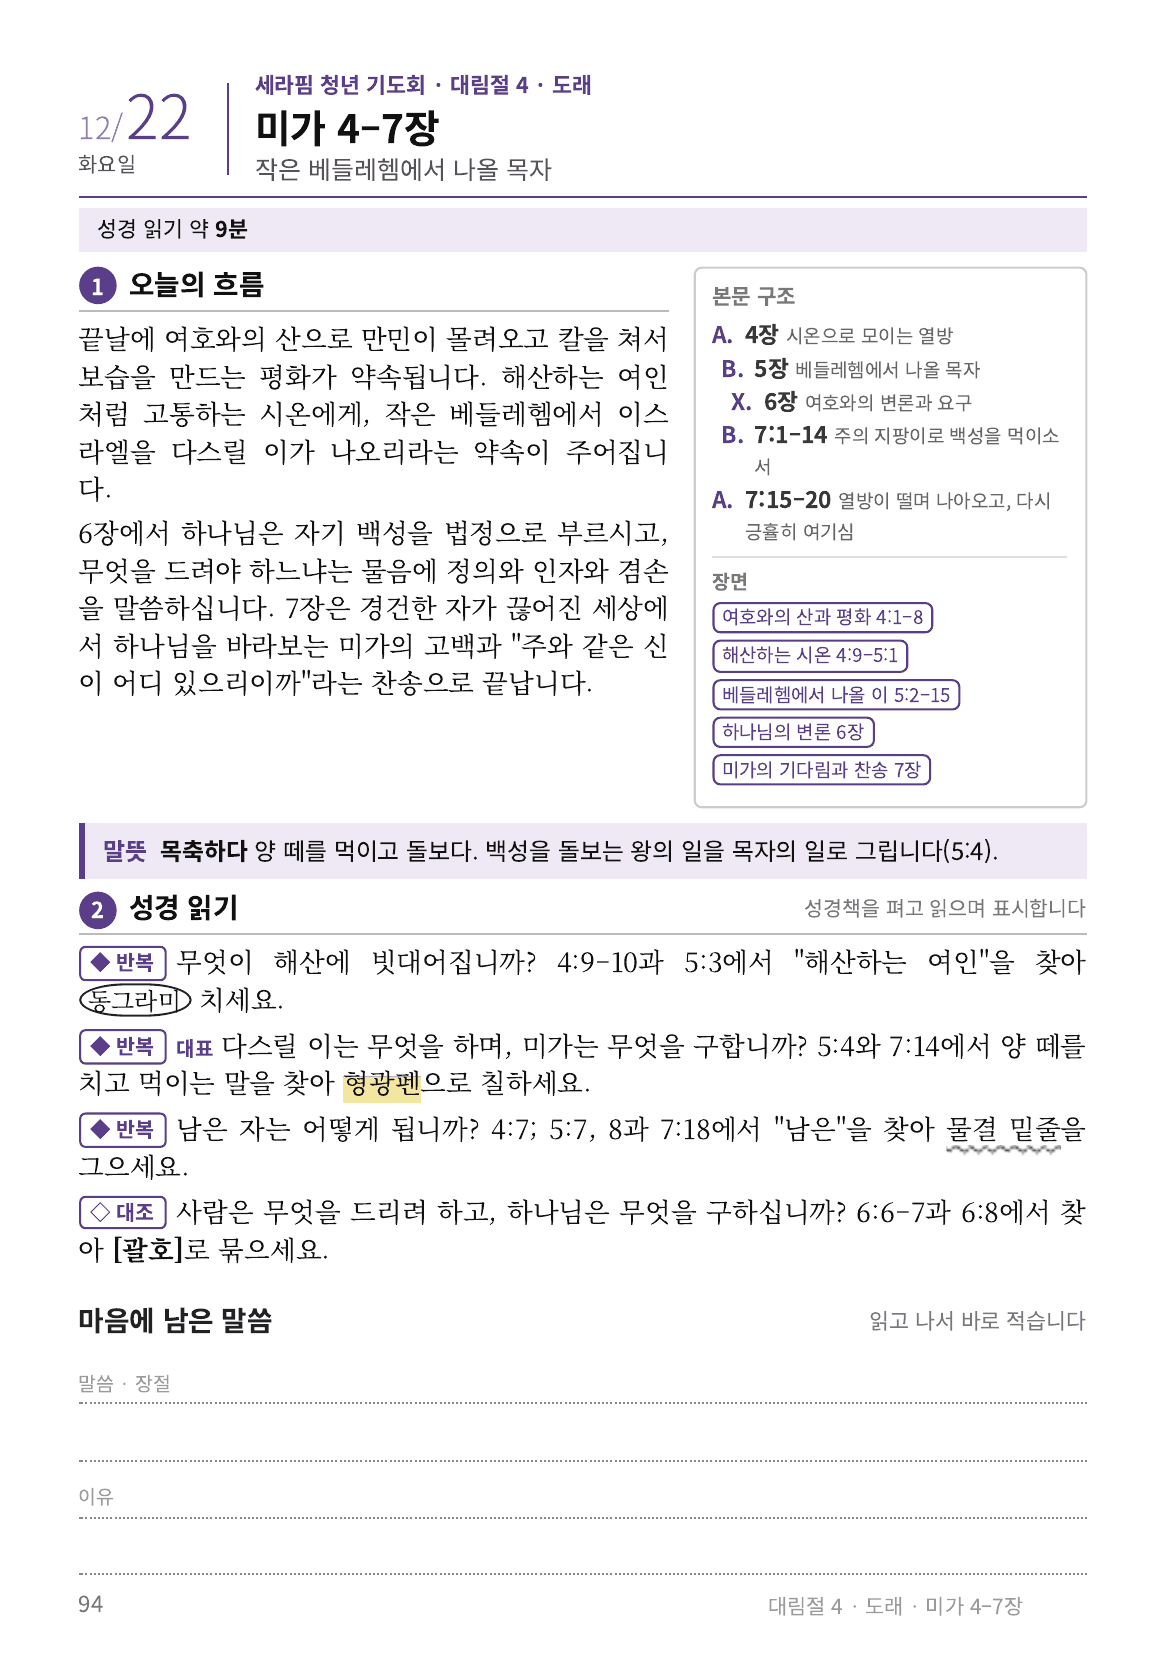 12/22
화요일
세라핌 청년 기도회 · 대림절 4 · 도래
미가 4–7장
작은 베들레헴에서 나올 목자
성경 읽기 약 9분
1 오늘의 흐름
끝날에 여호와의 산으로 만민이 몰려오고 칼을 쳐서
보습을 만드는 평화가 약속됩니다. 해산하는 여인
처럼 고통하는 시온에게, 작은 베들레헴에서 이스
라엘을 다스릴 이가 나오리라는 약속이 주어집니
다.
6장에서 하나님은 자기 백성을 법정으로 부르시고,
무엇을 드려야 하느냐는 물음에 정의와 인자와 겸손
을 말씀하십니다. 7장은 경건한 자가 끊어진 세상에
서 하나님을 바라보는 미가의 고백과 "주와 같은 신
이 어디 있으리이까"라는 찬송으로 끝납니다.
본문 구조
A. 4장 시온으로 모이는 열방
B. 5장 베들레헴에서 나올 목자
X. 6장 여호와의 변론과 요구
B. 7:1–14 주의 지팡이로 백성을 먹이소
서
A. 7:15–20 열방이 떨며 나아오고, 다시
긍휼히 여기심
장면
여호와의 산과 평화 4:1–8
해산하는 시온 4:9–5:1
베들레헴에서 나올 이 5:2–15
하나님의 변론 6장
미가의 기다림과 찬송 7장
말뜻 목축하다 양 떼를 먹이고 돌보다. 백성을 돌보는 왕의 일을 목자의 일로 그립니다(5:4).
2 성경 읽기
성경책을 펴고 읽으며 표시합니다
◆ 반복 무엇이 해산에 빗대어집니까? 4:9–10과 5:3에서 "해산하는 여인"을 찾아
동그라미 치세요.
◆ 반복 대표 다스릴 이는 무엇을 하며, 미가는 무엇을 구합니까? 5:4와 7:14에서 양 떼를
치고 먹이는 말을 찾아 형광펜으로 칠하세요.
◆ 반복 남은 자는 어떻게 됩니까? 4:7; 5:7, 8과 7:18에서 "남은"을 찾아 물결 밑줄을
그으세요.
◇ 대조 사람은 무엇을 드리려 하고, 하나님은 무엇을 구하십니까? 6:6–7과 6:8에서 찾
아 [괄호]로 묶으세요.
마음에 남은 말씀
읽고 나서 바로 적습니다
말씀 · 장절
이유
94
대림절 4 · 도래 · 미가 4–7장